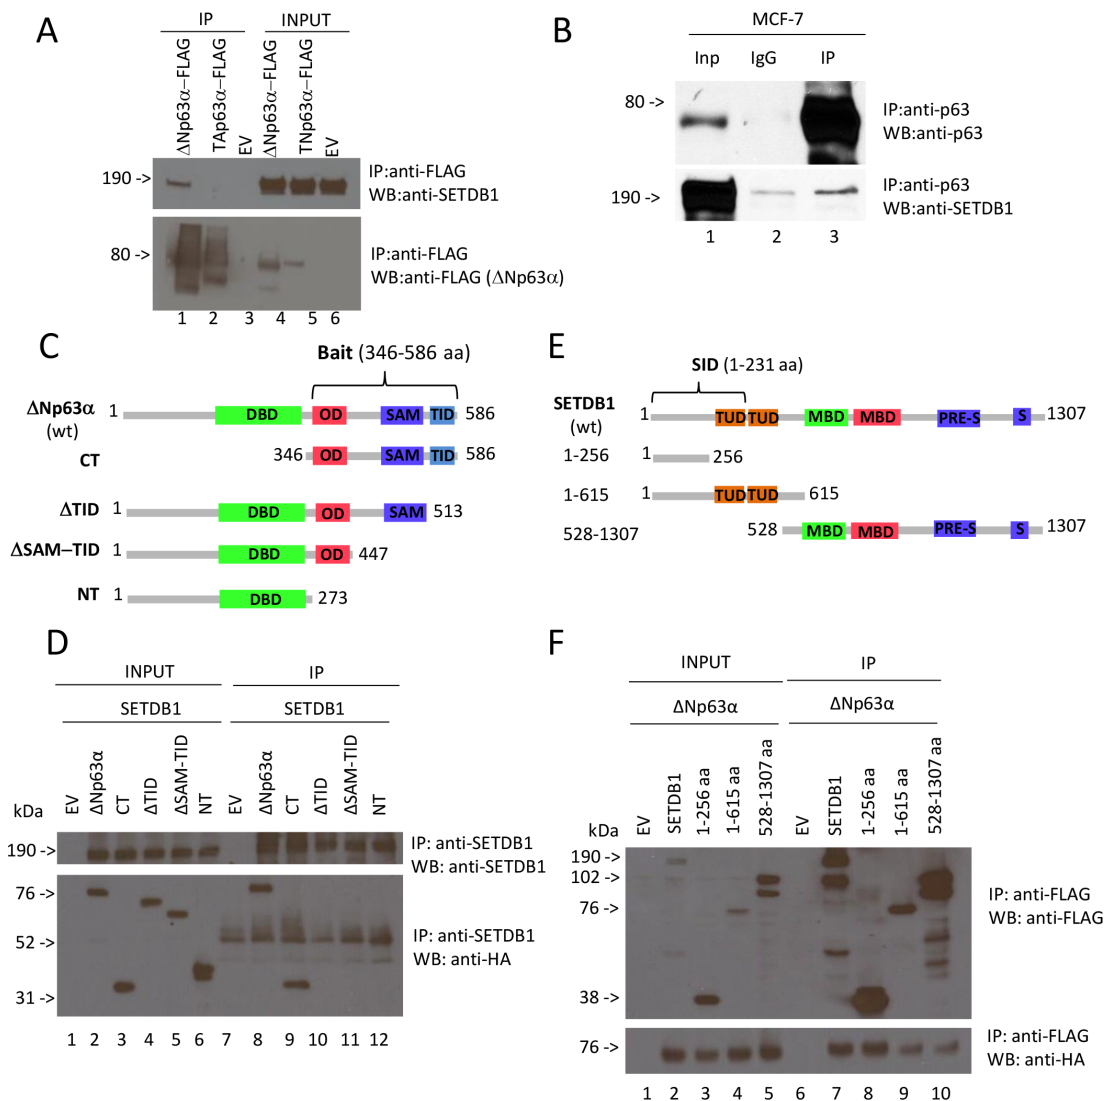 A
IP
INPUT
ΔNp63α−FLAG
TAp63α−FLAG
EV
ΔNp63α−FLAG
TNp63α−FLAG
EV
190 ->
IP:anti-FLAG
WB:anti-SETDB1
80 ->
IP:anti-FLAG
WB:anti-FLAG (ΔNp63α)
1 2 3 4 5 6
B
MCF-7
Inp IgG IP
80 ->
IP:anti-p63
WB:anti-p63
190 ->
IP:anti-p63
WB:anti-SETDB1
1 2 3
C
Bait (346-586 aa)
ΔNp63α
(wt)
1 DBD OD SAM TID 586
CT 346 OD SAM TID 586
ΔTID 1 DBD OD SAM 513
ΔSAM−TID 1 DBD OD 447
NT 1 DBD 273
E
SID (1-231 aa)
SETDB1
(wt)
1 TUD TUD MBD MBD PRE-S S 1307
1-256 1 256
1-615 1 TUD TUD 615
528-1307 528 MBD MBD PRE-S S 1307
D
INPUT IP
SETDB1 SETDB1
kDa
EV
ΔNp63α
CT
ΔTID
ΔSAM-TID
NT
EV
ΔNp63α
CT
ΔTID
ΔSAM-TID
NT
190 ->
IP: anti-SETDB1
WB: anti-SETDB1
76 ->
52 ->
31 ->
IP: anti-SETDB1
WB: anti-HA
1 2 3 4 5 6 7 8 9 10 11 12
F
INPUT IP
ΔNp63α ΔNp63α
kDa
EV
SETDB1
1-256 aa
1-615 aa
528-1307 aa
EV
SETDB1
1-256 aa
1-615 aa
528-1307 aa
190 ->
102 ->
76 ->
38 ->
IP: anti-FLAG
WB: anti-FLAG
76 ->
IP: anti-FLAG
WB: anti-HA
1 2 3 4 5 6 7 8 9 10